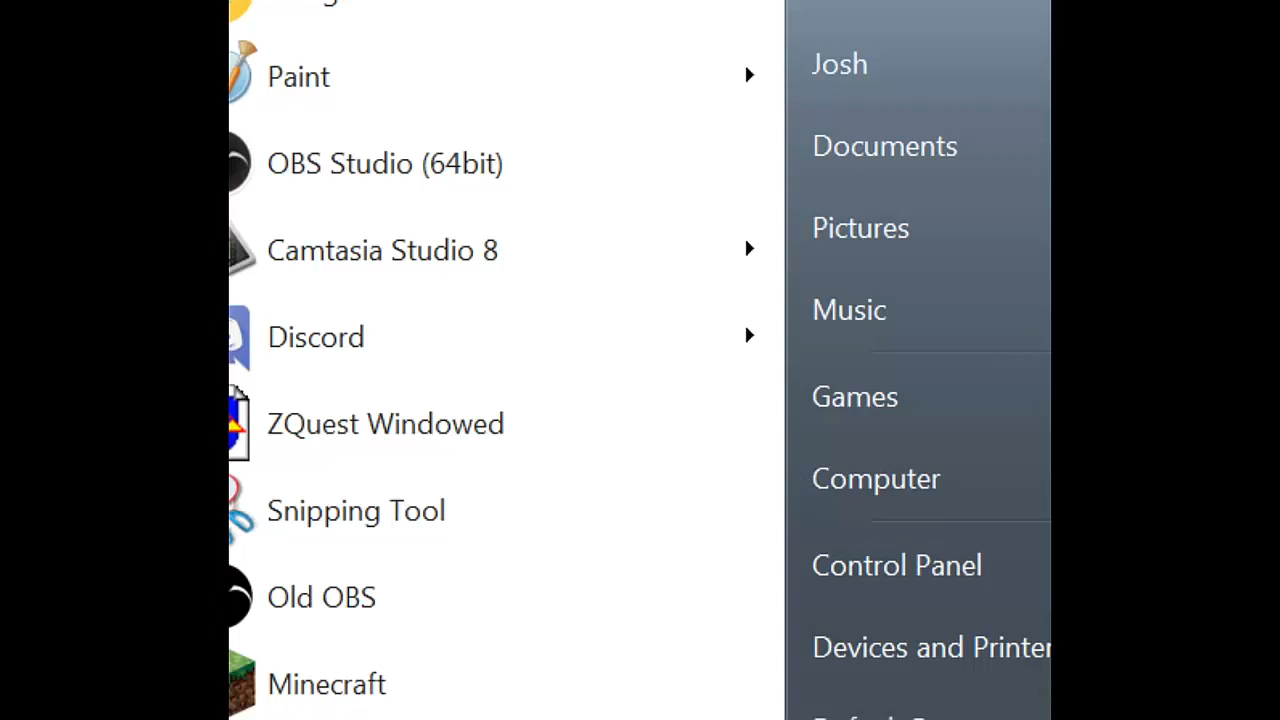 Paint
OBS Studio (64bit)
Camtasia Studio 8
Discord
ZQuest Windowed
Snipping Tool
Old OBS
Minecraft
Josh
Documents
Pictures
Music
Games
Computer
Control Panel
Devices and Printer